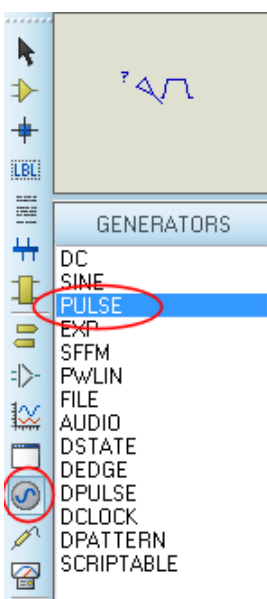 ?
LBL
GENERATORS
DC
SINE
PULSE
EXP
SFFM
PWLIN
FILE
AUDIO
DSTATE
DEDGE
DPULSE
DCLOCK
DPATTERN
SCRIPTABLE